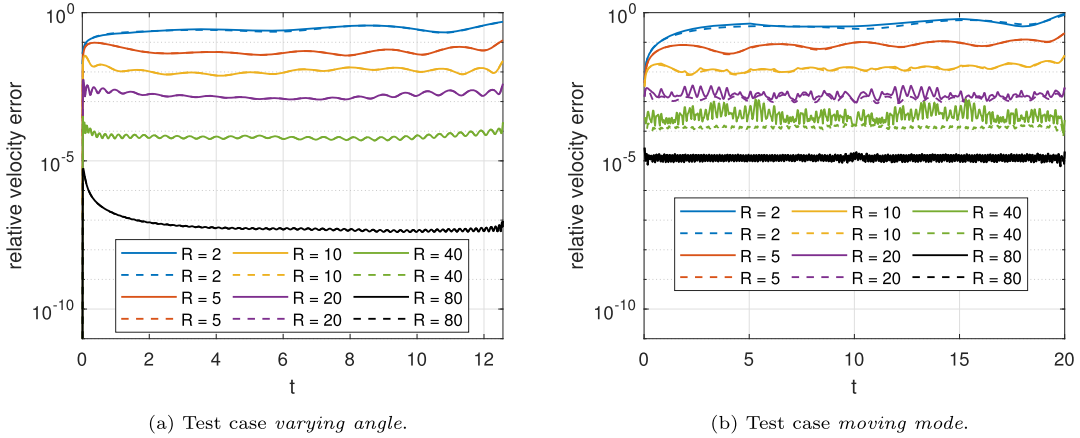 10^0
10^-5
10^-10
relative velocity error
0 2 4 6 8 10 12
t
R = 2 R = 10 R = 40
R = 2 R = 10 R = 40
R = 5 R = 20 R = 80
R = 5 R = 20 R = 80
(a) Test case varying angle.
10^0
10^-5
10^-10
relative velocity error
0 5 10 15 20
t
R = 2 R = 10 R = 40
R = 2 R = 10 R = 40
R = 5 R = 20 R = 80
R = 5 R = 20 R = 80
(b) Test case moving mode.